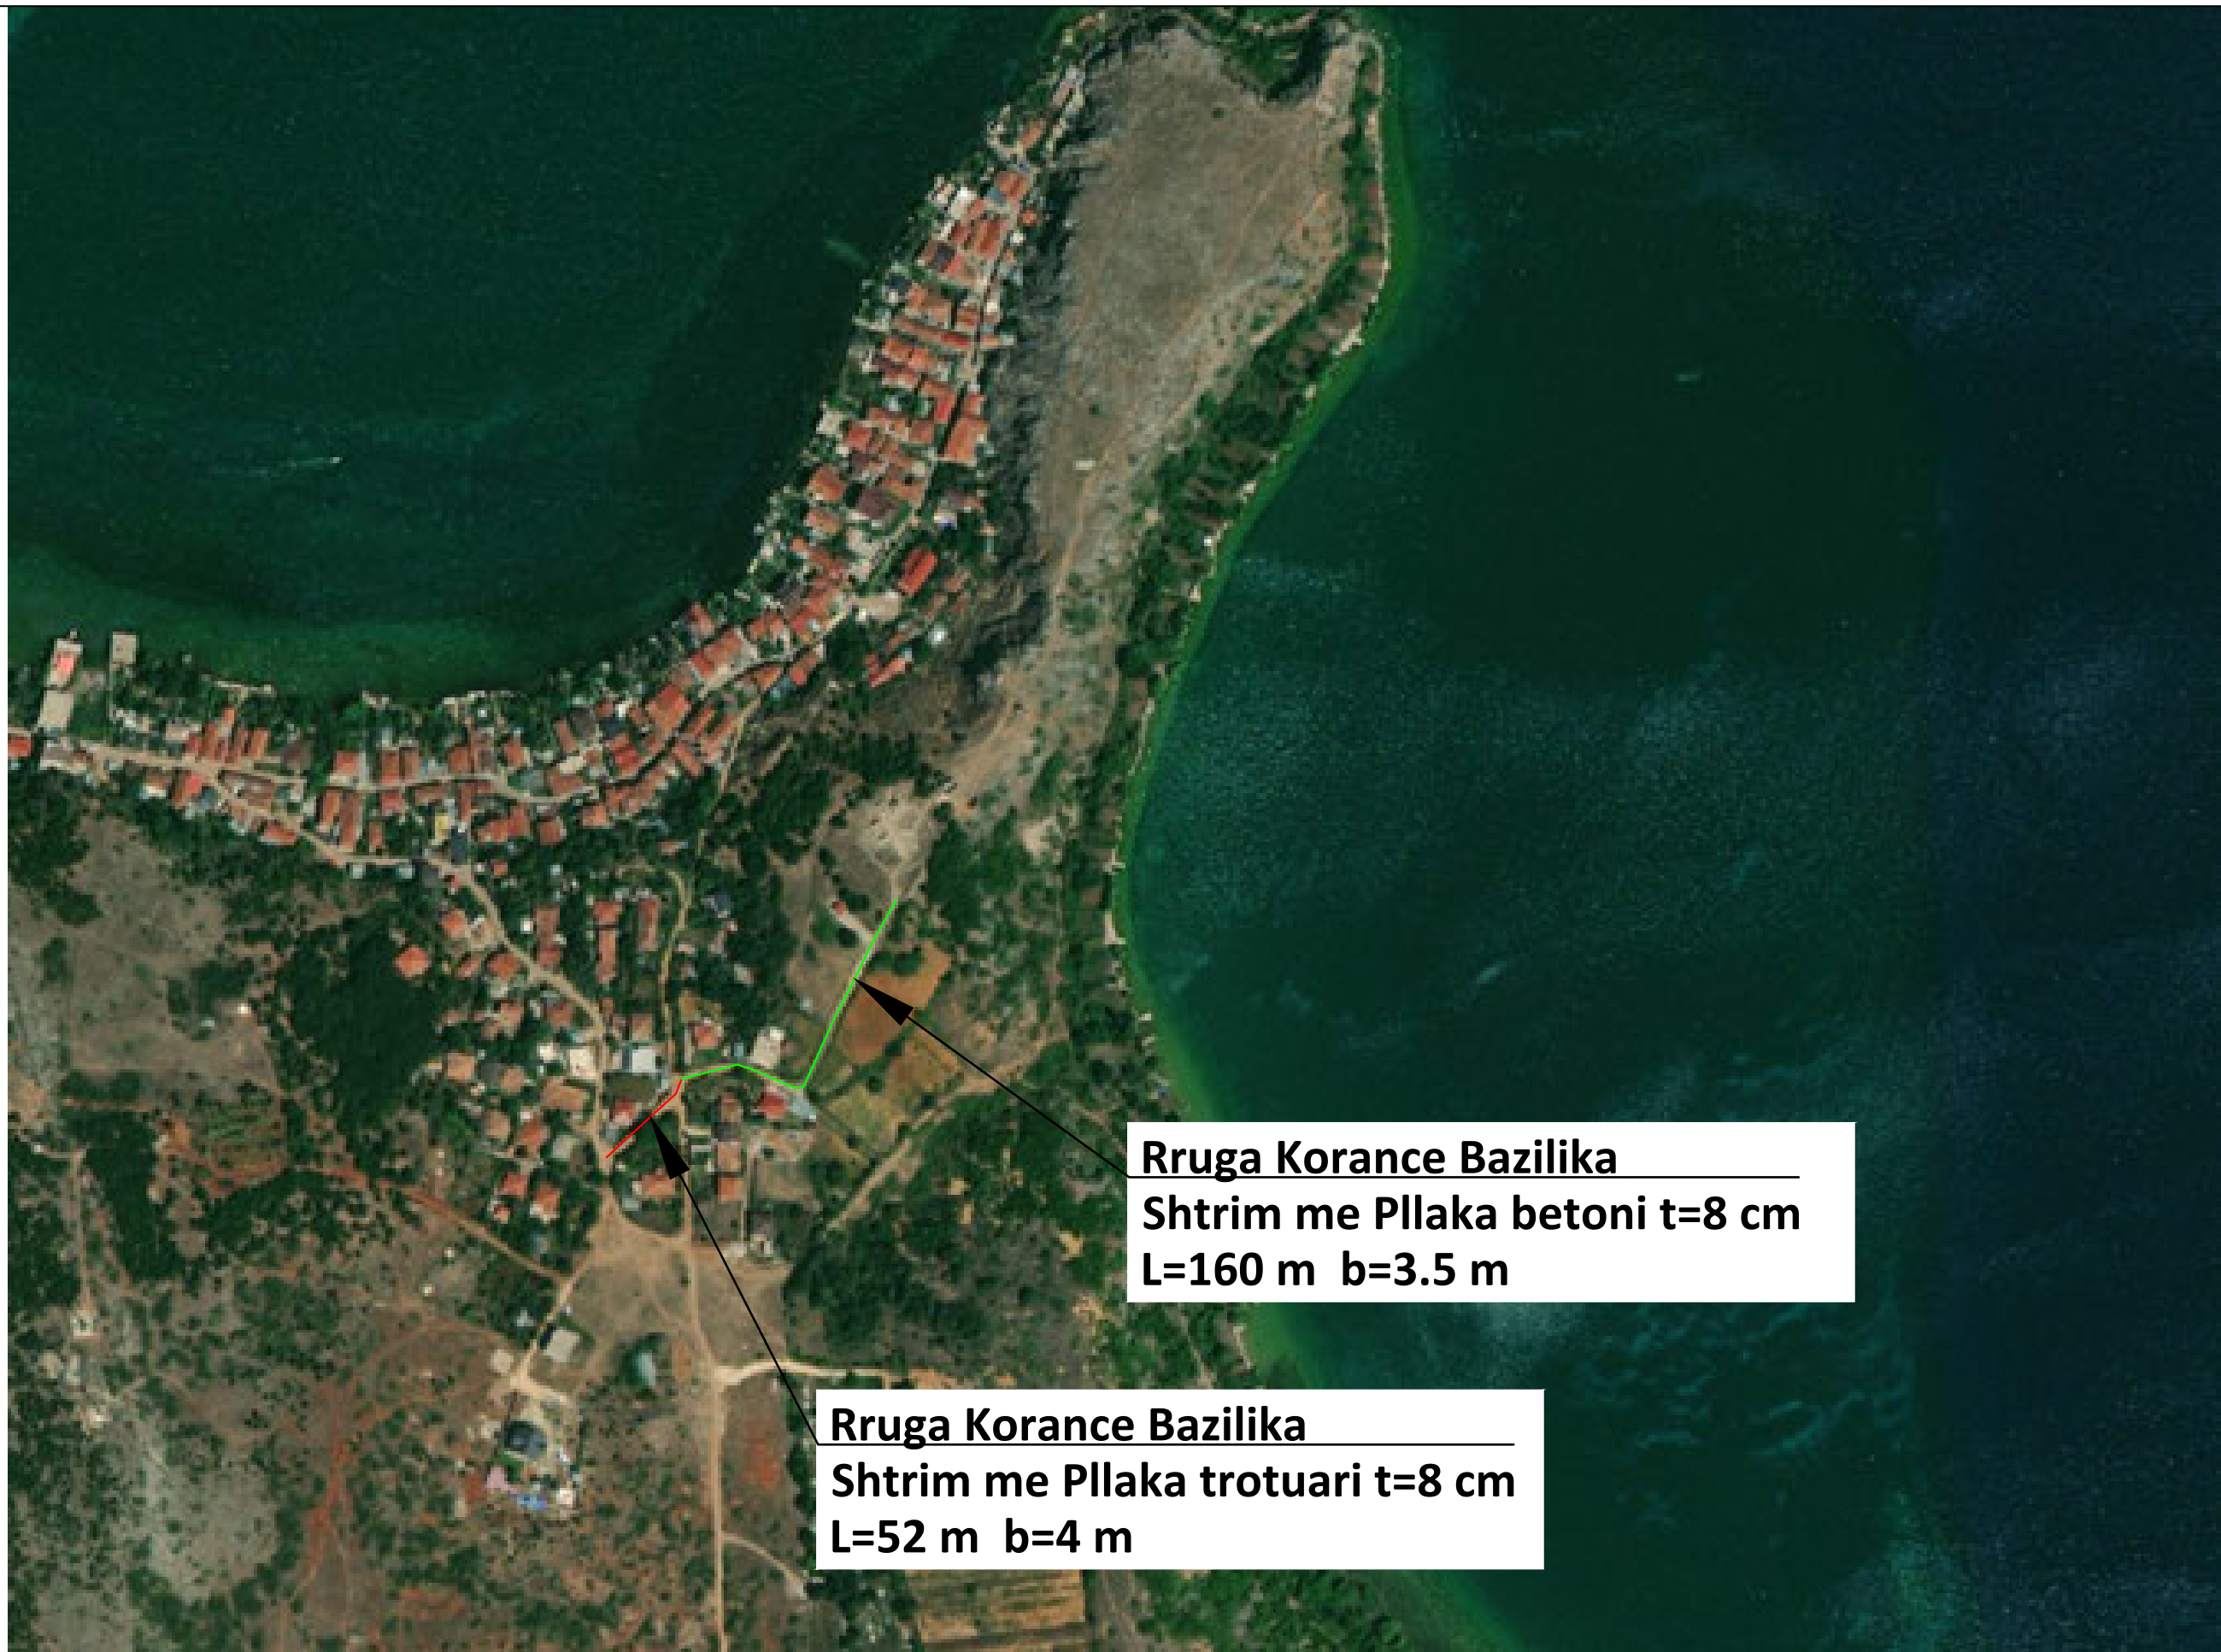 Rruga Korance Bazilika
Shtrim me Pllaka betoni t=8 cm
L=160 m b=3.5 m
Rruga Korance Bazilika
Shtrim me Pllaka trotuari t=8 cm
L=52 m b=4 m